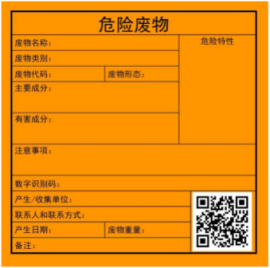 危险废物
废物名称：
危险特性
废物类别：
废物代码：
废物形态：
主要成分：
有害成分：
注意事项：
数字识别码：
产生/收集单位：
联系人和联系方式：
产生日期：
废物重量：
备注：